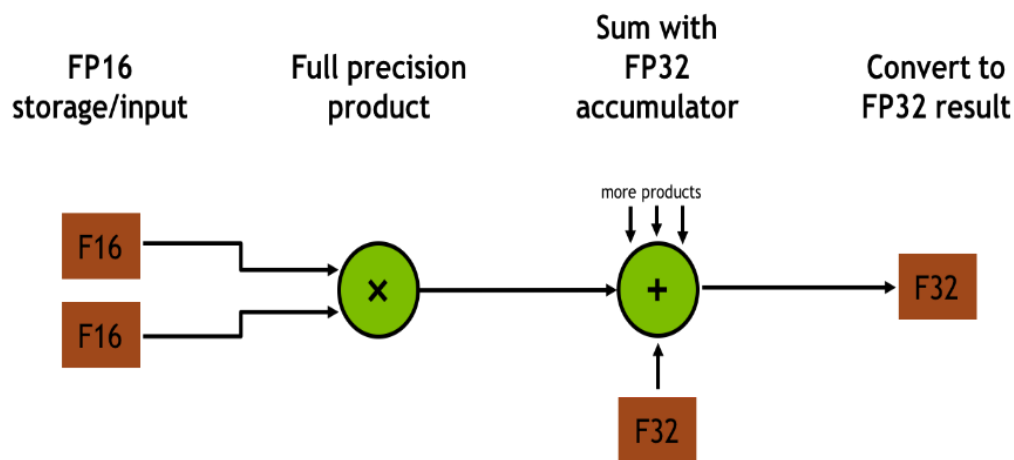 FP16
storage/input
Full precision
product
Sum with
FP32
accumulator
Convert to
FP32 result
more products
F16
F16
×
+
F32
F32